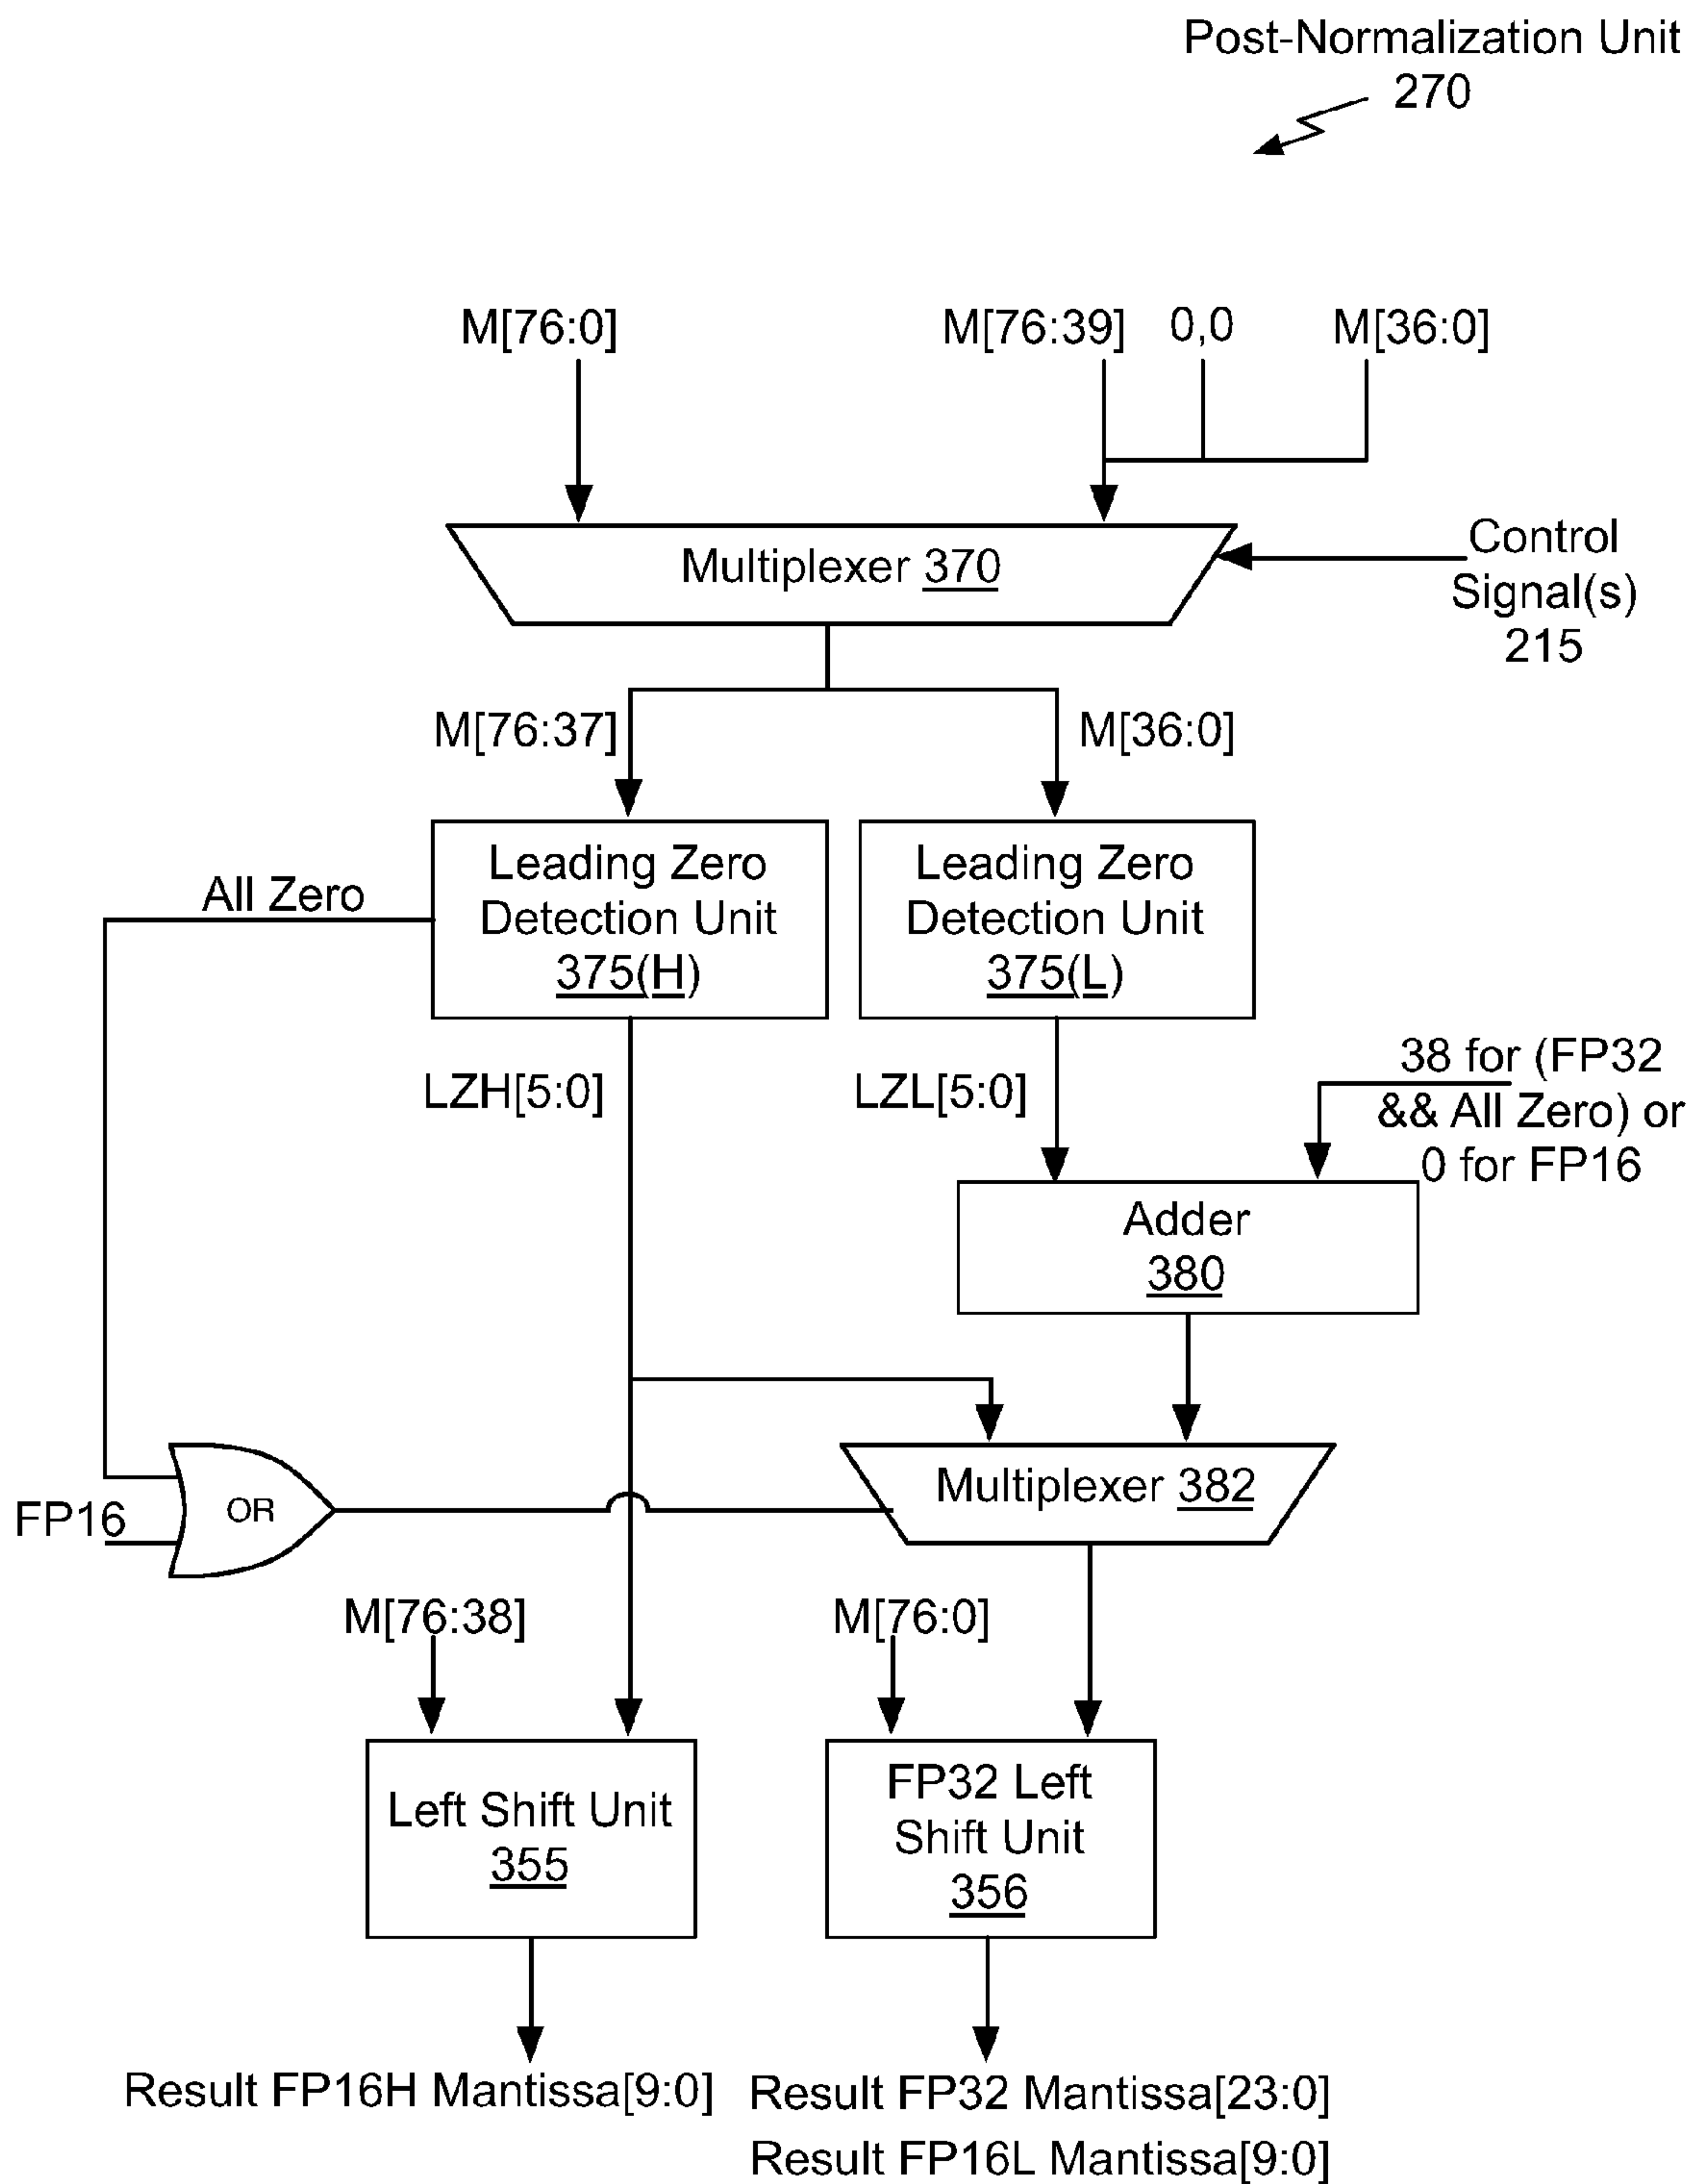 Post-Normalization Unit
270
M[76:0]
M[76:39]
0,0
M[36:0]
Multiplexer 370
Control
Signal(s)
215
M[76:37]
M[36:0]
All Zero
Leading Zero
Detection Unit
375(H)
Leading Zero
Detection Unit
375(L)
LZH[5:0]
LZL[5:0]
38 for (FP32
&& All Zero) or
0 for FP16
Adder
380
Multiplexer 382
FP16
OR
M[76:38]
M[76:0]
Left Shift Unit
355
FP32 Left
Shift Unit
356
Result FP16H Mantissa[9:0]
Result FP32 Mantissa[23:0]
Result FP16L Mantissa[9:0]